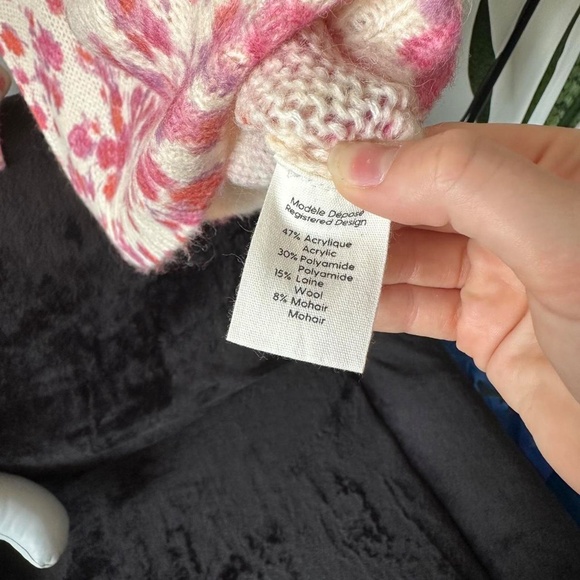 Modèle Déposé
Registered Design
47% Acrylique
Acrylic
30% Polyamide
Polyamide
15% Laine
Wool
8% Mohair
Mohair